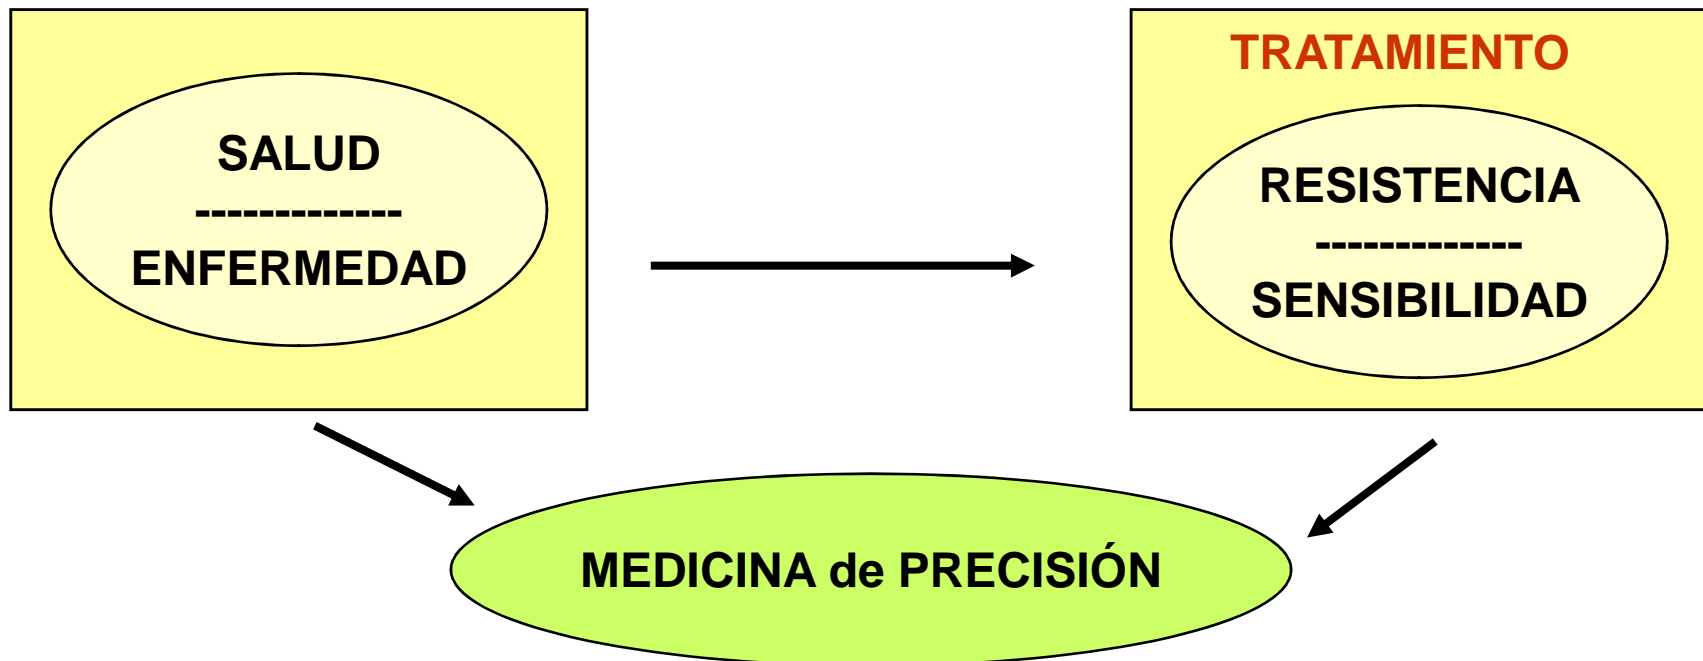 SALUD
-------------
ENFERMEDAD
TRATAMIENTO
RESISTENCIA
-------------
SENSIBILIDAD
MEDICINA de PRECISIÓN